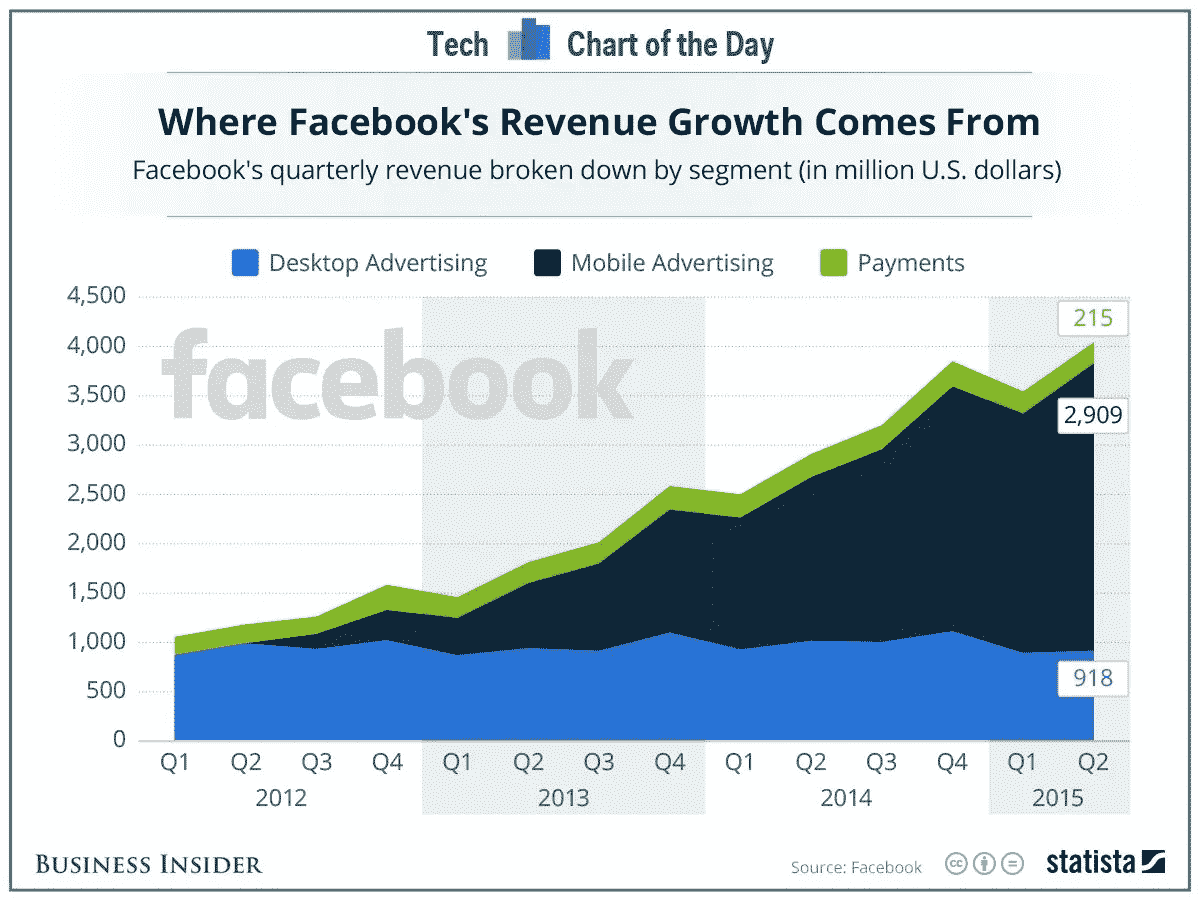 Tech Chart of the Day
Where Facebook's Revenue Growth Comes From
Facebook's quarterly revenue broken down by segment (in million U.S. dollars)
Desktop Advertising Mobile Advertising Payments
4,500
4,000
3,500
3,000
2,500
2,000
1,500
1,000
500
0
facebook
215
2,909
918
Q1 Q2 Q3 Q4 Q1 Q2 Q3 Q4 Q1 Q2 Q3 Q4 Q1 Q2
2012 2013 2014 2015
BUSINESS INSIDER
Source: Facebook
cc
statista